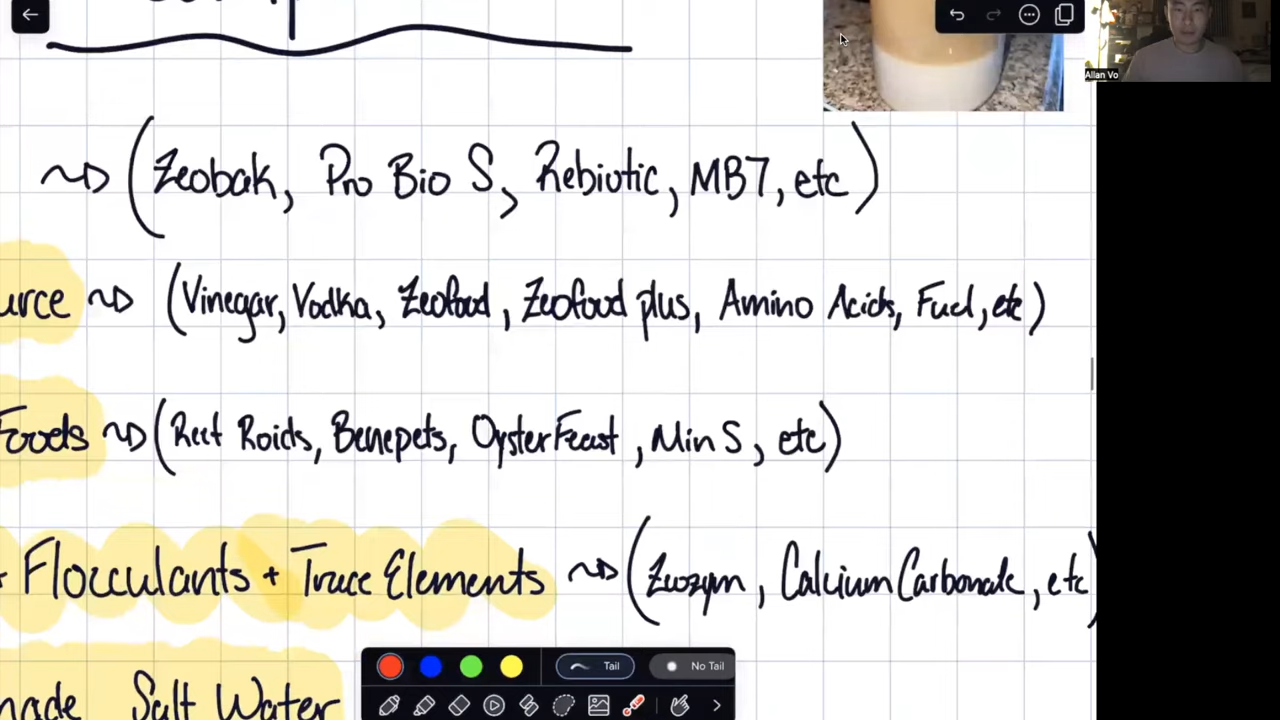 Allan Vo
(Zeobak, Pro Bio S, Rebiotic, MB7, etc)
urce (Vinegar, Vodka, Zeofood, Zeofood plus, Amino Acids, Fuel, etc)
Foods (Reef Roids, Benepets, OysterFeast, Min S, etc)
Flocculants + Trace Elements (Zeozym, Calcium Carbonate, etc)
made Salt Water
Tail
No Tail